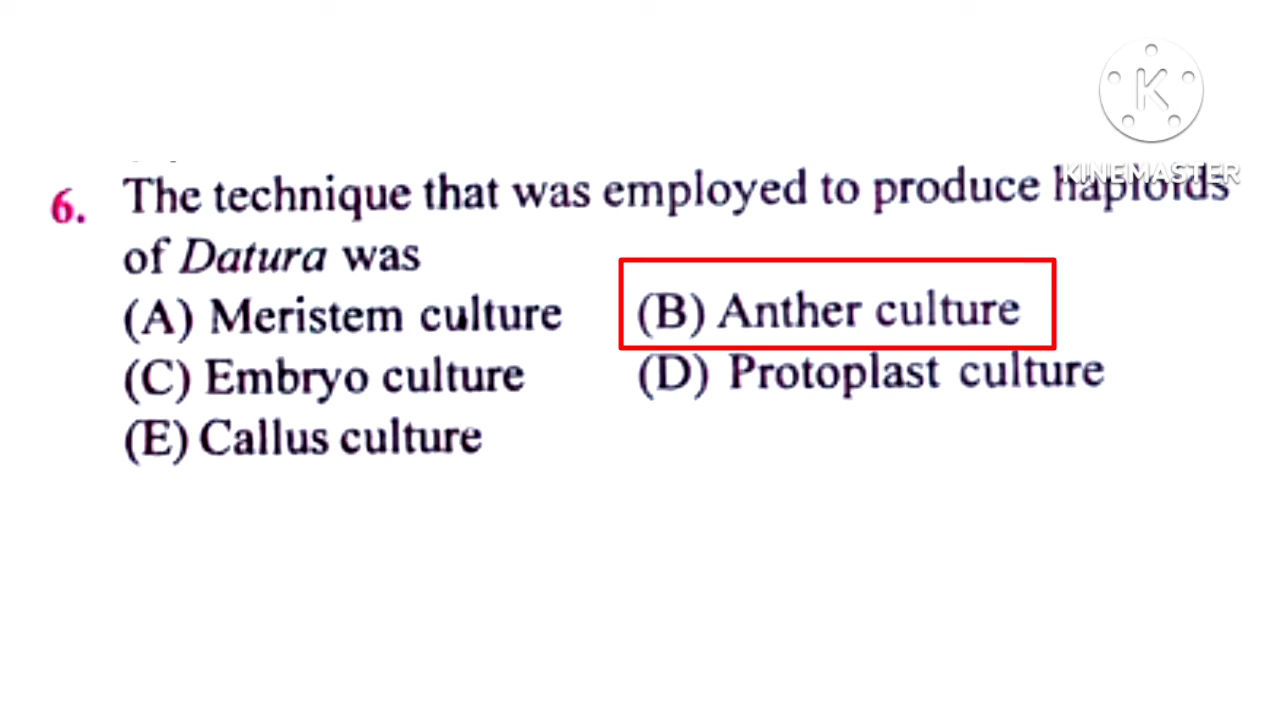 K
KINEMASTER
6. The technique that was employed to produce haploids
of Datura was
(A) Meristem culture (B) Anther culture
(C) Embryo culture (D) Protoplast culture
(E) Callus culture